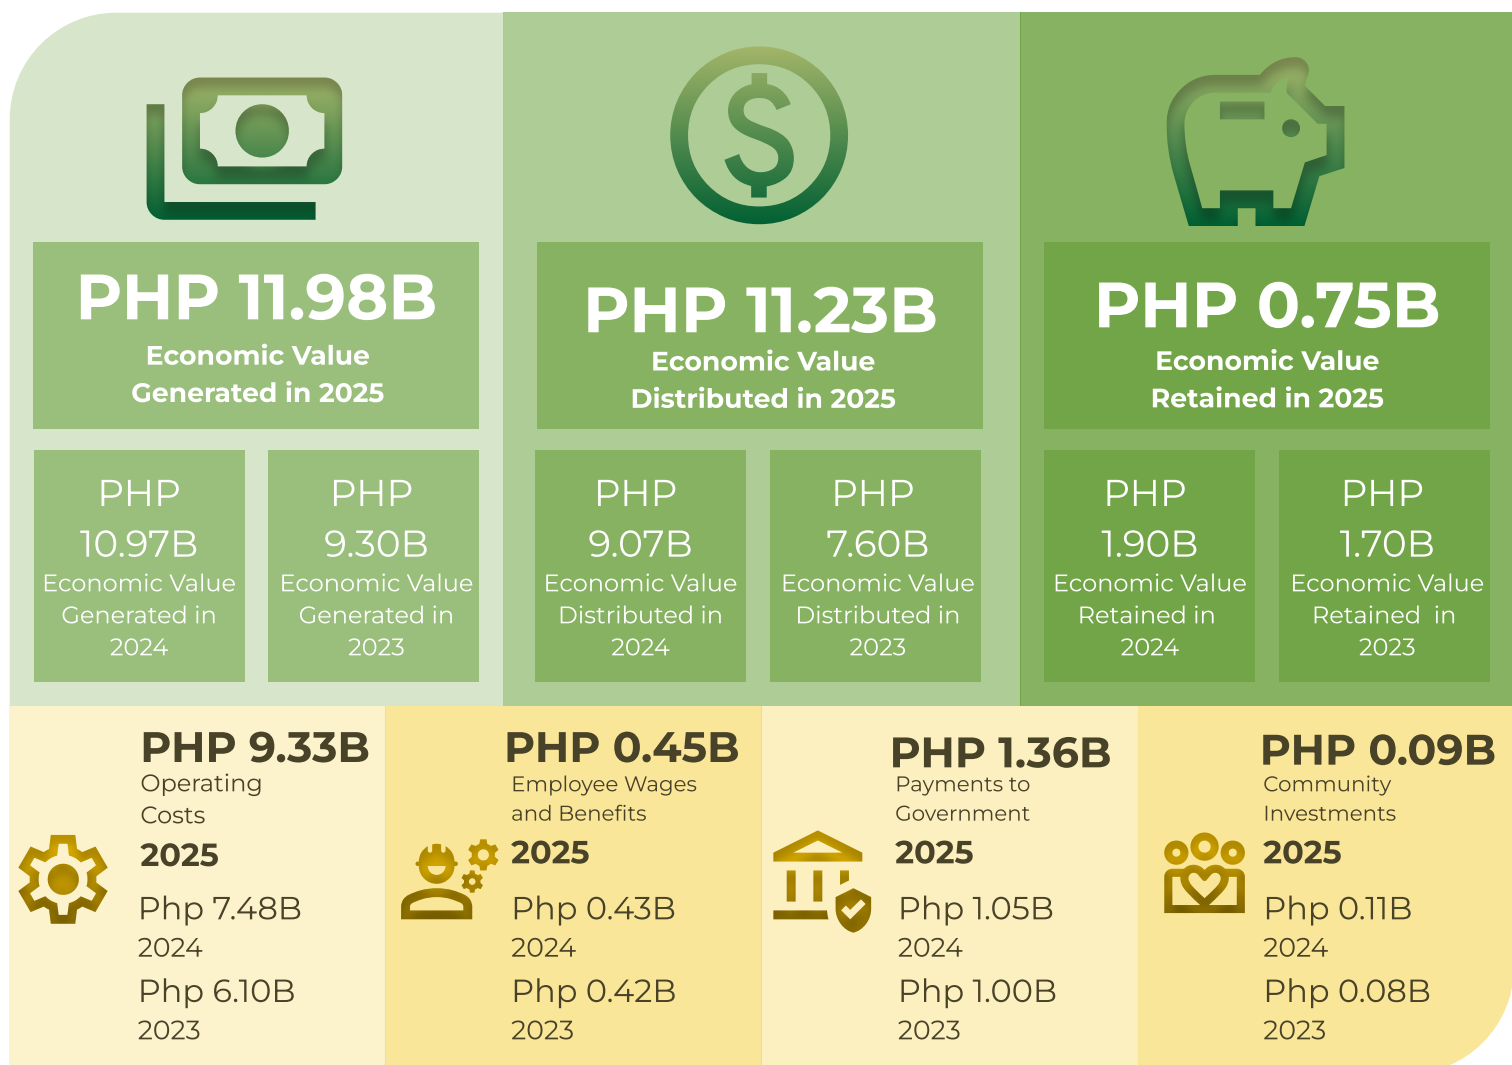 PHP 11.98B
Economic Value
Generated in 2025
PHP
10.97B
Economic Value
Generated in
2024
PHP
9.30B
Economic Value
Generated in
2023
PHP 11.23B
Economic Value
Distributed in 2025
PHP
9.07B
Economic Value
Distributed in
2024
PHP
7.60B
Economic Value
Distributed in
2023
PHP 0.75B
Economic Value
Retained in 2025
PHP
1.90B
Economic Value
Retained in
2024
PHP
1.70B
Economic Value
Retained in
2023
PHP 9.33B
Operating
Costs
2025
Php 7.48B
2024
Php 6.10B
2023
PHP 0.45B
Employee Wages
and Benefits
2025
Php 0.43B
2024
Php 0.42B
2023
PHP 1.36B
Payments to
Government
2025
Php 1.05B
2024
Php 1.00B
2023
PHP 0.09B
Community
Investments
2025
Php 0.11B
2024
Php 0.08B
2023